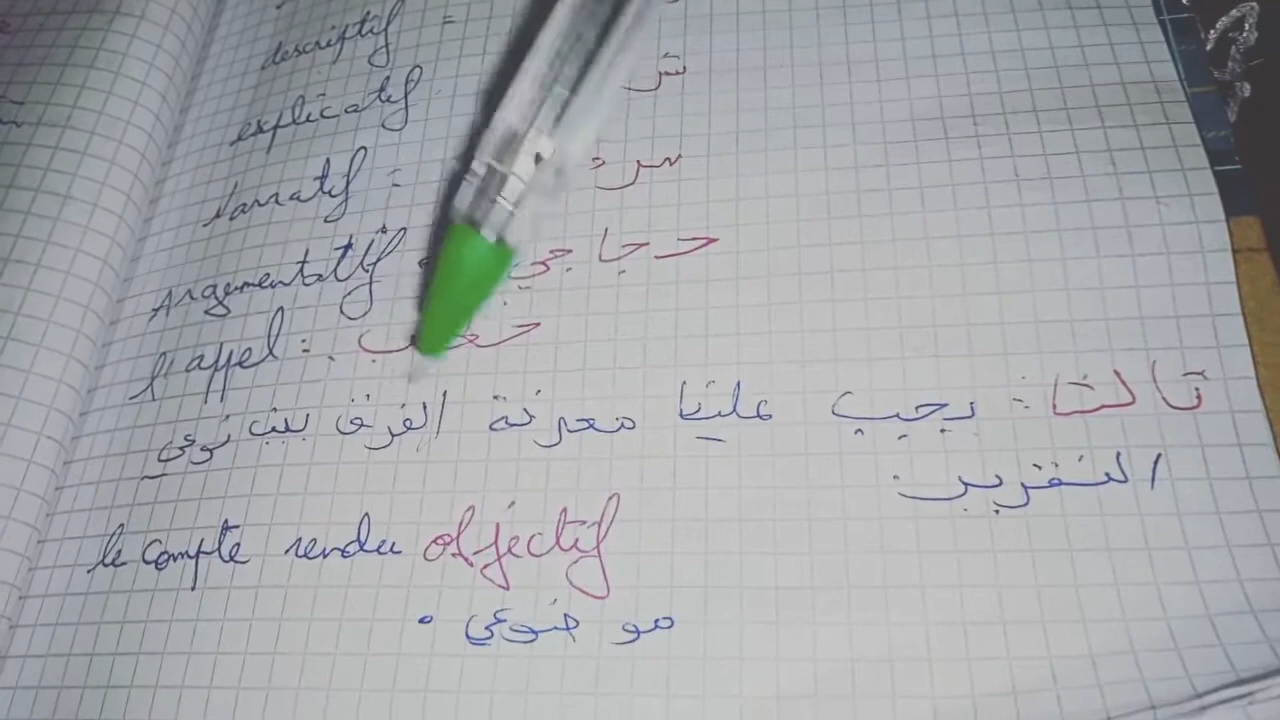 descriptif =
explicatif
Narratif = سرد
Argumentatif حجاجي
l'appel :.
ثالثا : يجب علينا معرفة الفرق بين نوعي
التقرير.
le compte rendu objectif
موضوعي .